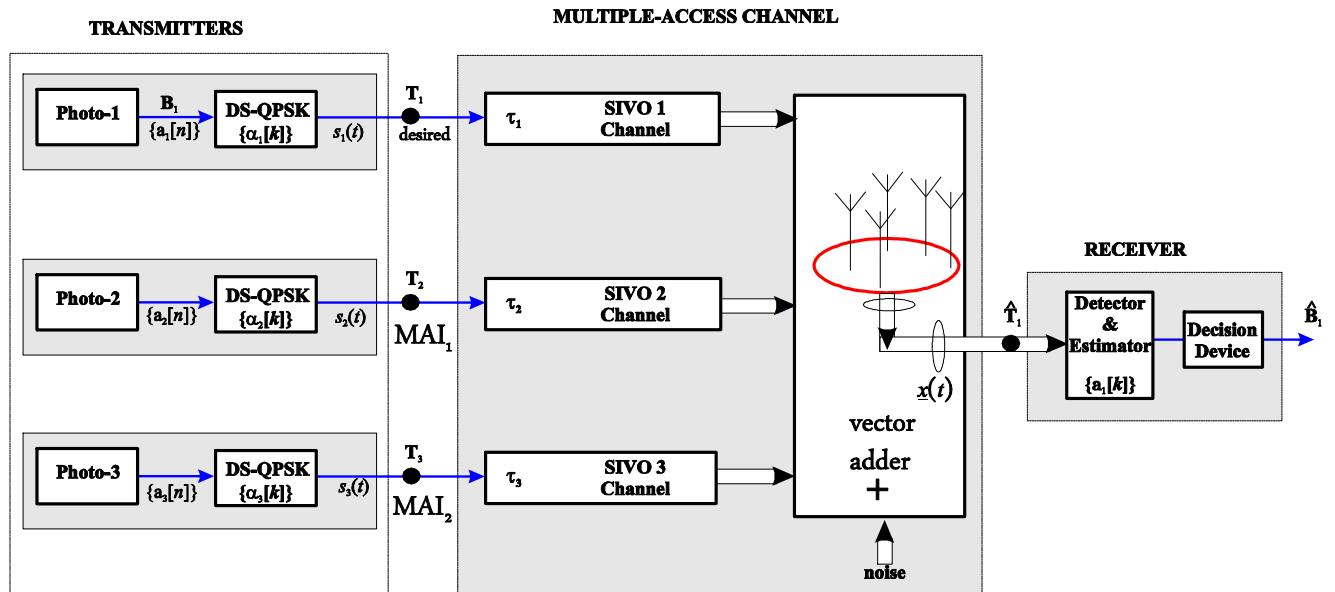 MULTIPLE-ACCESS CHANNEL
TRANSMITTERS
Photo-1
B₁
{a₁[n]}
DS-QPSK
{α₁[k]}
s₁(t)
T₁
desired
τ₁
SIVO 1
Channel
Photo-2
{a₂[n]}
DS-QPSK
{α₂[k]}
s₂(t)
T₂
MAI₁
τ₂
SIVO 2
Channel
Photo-3
{a₃[n]}
DS-QPSK
{α₃[k]}
s₃(t)
T₃
MAI₂
τ₃
SIVO 3
Channel
x(t)
vector
adder
+
noise
RECEIVER
T̂₁
Detector
&
Estimator
{a₁[k]}
Decision
Device
B̂₁